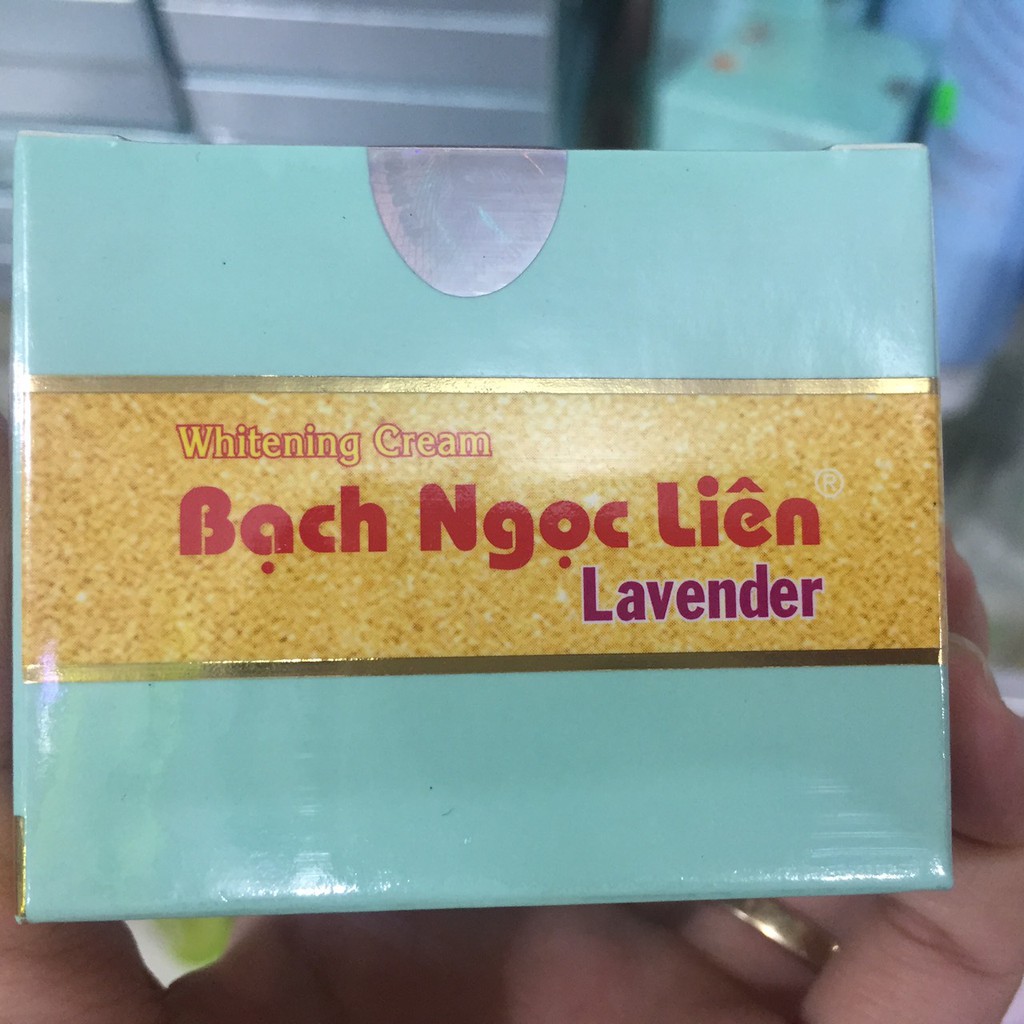 Whitening Cream
Bạch Ngọc Liên®
Lavender